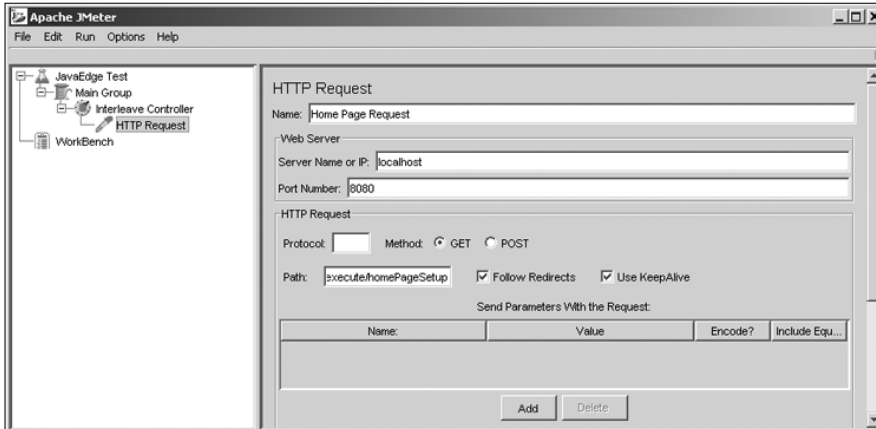 Apache JMeter
File Edit Run Options Help
JavaEdge Test
Main Group
Interleave Controller
HTTP Request
WorkBench
HTTP Request
Name: Home Page Request
Web Server
Server Name or IP: localhost
Port Number: 8080
HTTP Request
Protocol: Method: GET POST
Path: execute/homePageSetup Follow Redirects Use KeepAlive
Send Parameters With the Request:
Name: Value Encode? Include Equ...
Add Delete